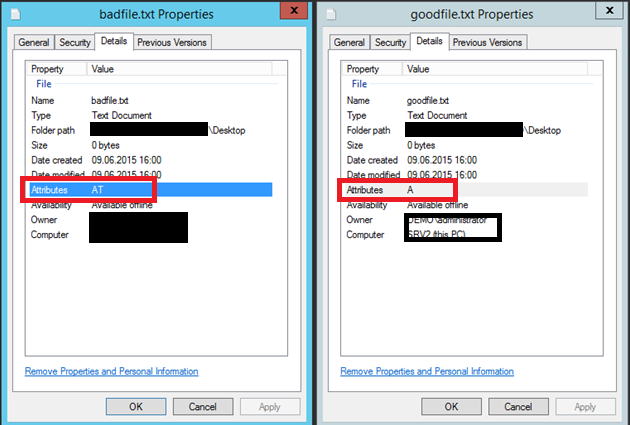 badfile.txt Properties
General Security Details Previous Versions
Property Value
File
Name badfile.txt
Type Text Document
Folder path \Desktop
Size 0 bytes
Date created 09.06.2015 16:00
Date modified 09.06.2015 16:00
Attributes AT
Availability Available offline
Owner
Computer
Remove Properties and Personal Information
OK Cancel Apply
goodfile.txt Properties
General Security Details Previous Versions
Property Value
File
Name goodfile.txt
Type Text Document
Folder path \Desktop
Size 0 bytes
Date created 09.06.2015 16:00
Date modified 09.06.2015 16:00
Attributes A
Availability Available offline
Owner DEMO\administrator
Computer SRV2 (this PC)
Remove Properties and Personal Information
OK Cancel Apply